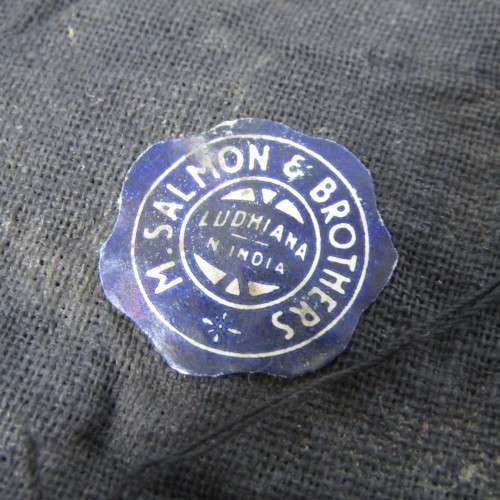 M. SALMON & BROTHERS
LUDHIANA
N INDIA